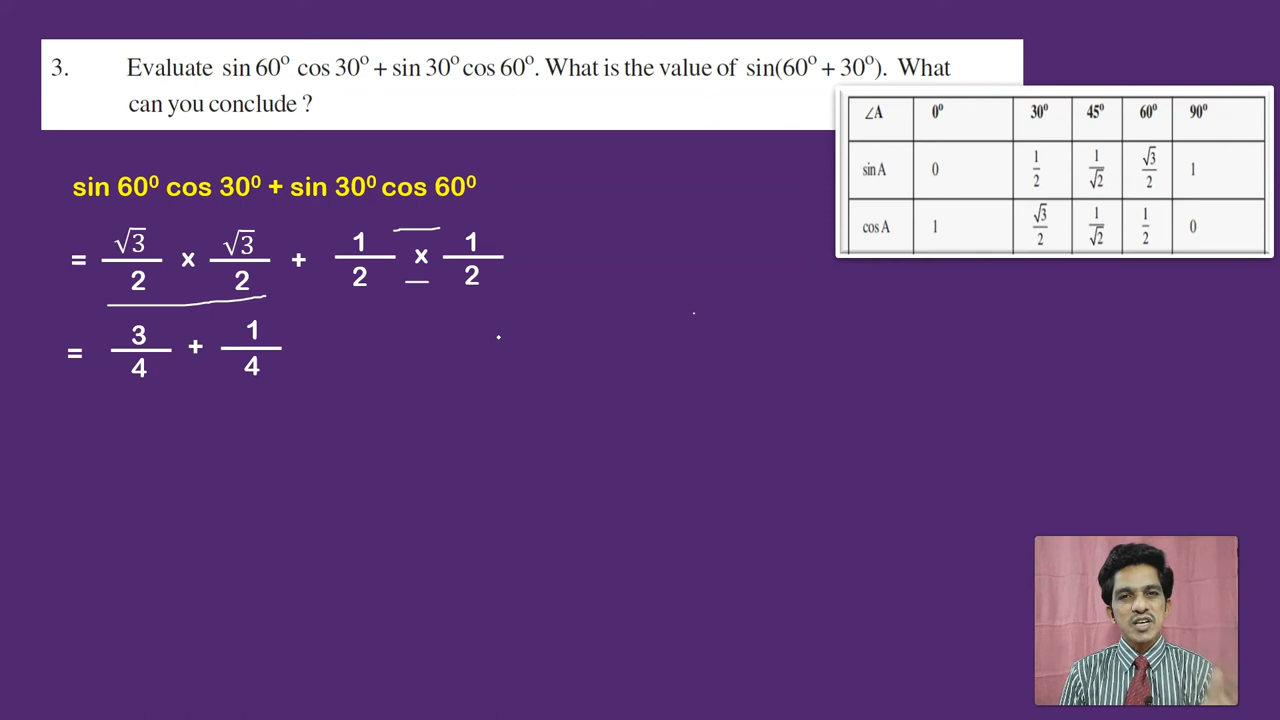 3. Evaluate sin 60° cos 30° + sin 30° cos 60°. What is the value of sin(60° + 30°). What
can you conclude ?
∠A 0° 30° 45° 60° 90°
sin A 0 1/2 1/√2 √3/2 1
cos A 1 √3/2 1/√2 1/2 0
sin 60⁰ cos 30⁰ + sin 30⁰ cos 60⁰
= √3/2 x √3/2 + 1/2 x 1/2
= 3/4 + 1/4